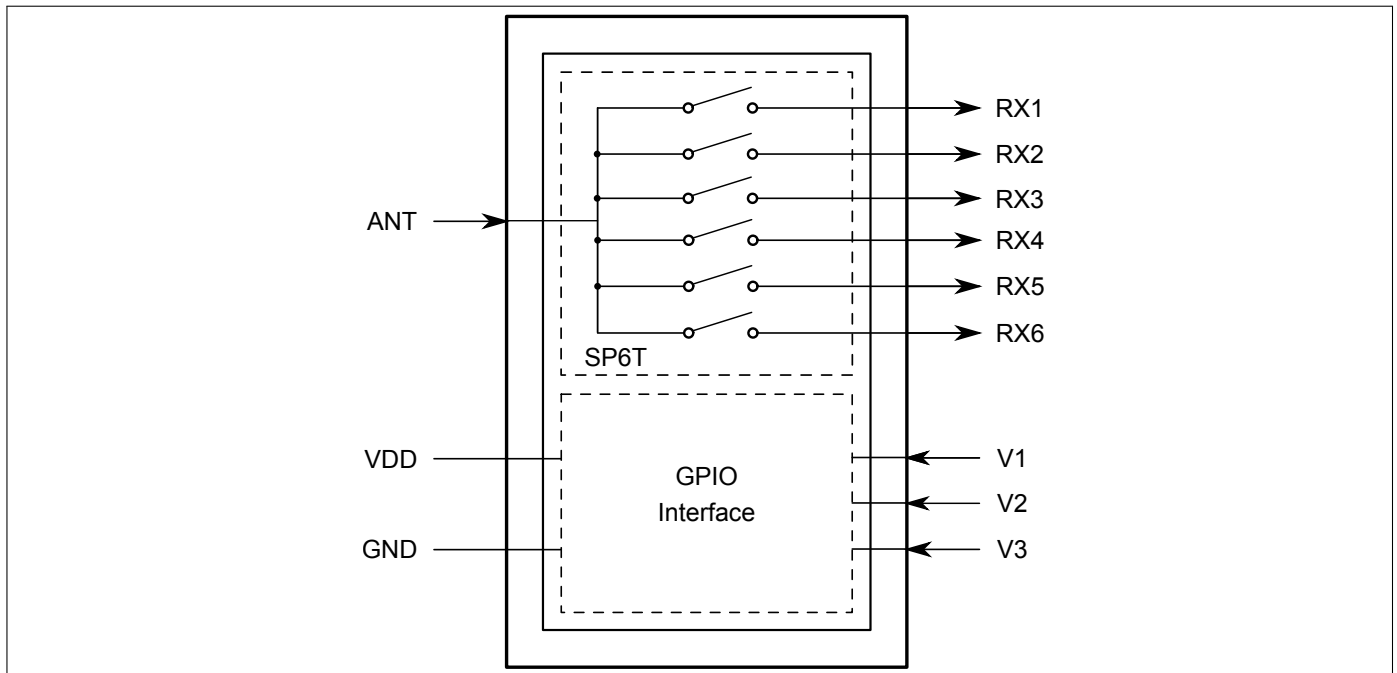 RX1
RX2
RX3
ANT
RX4
RX5
RX6
SP6T
VDD
GPIO
Interface
GND
V1
V2
V3